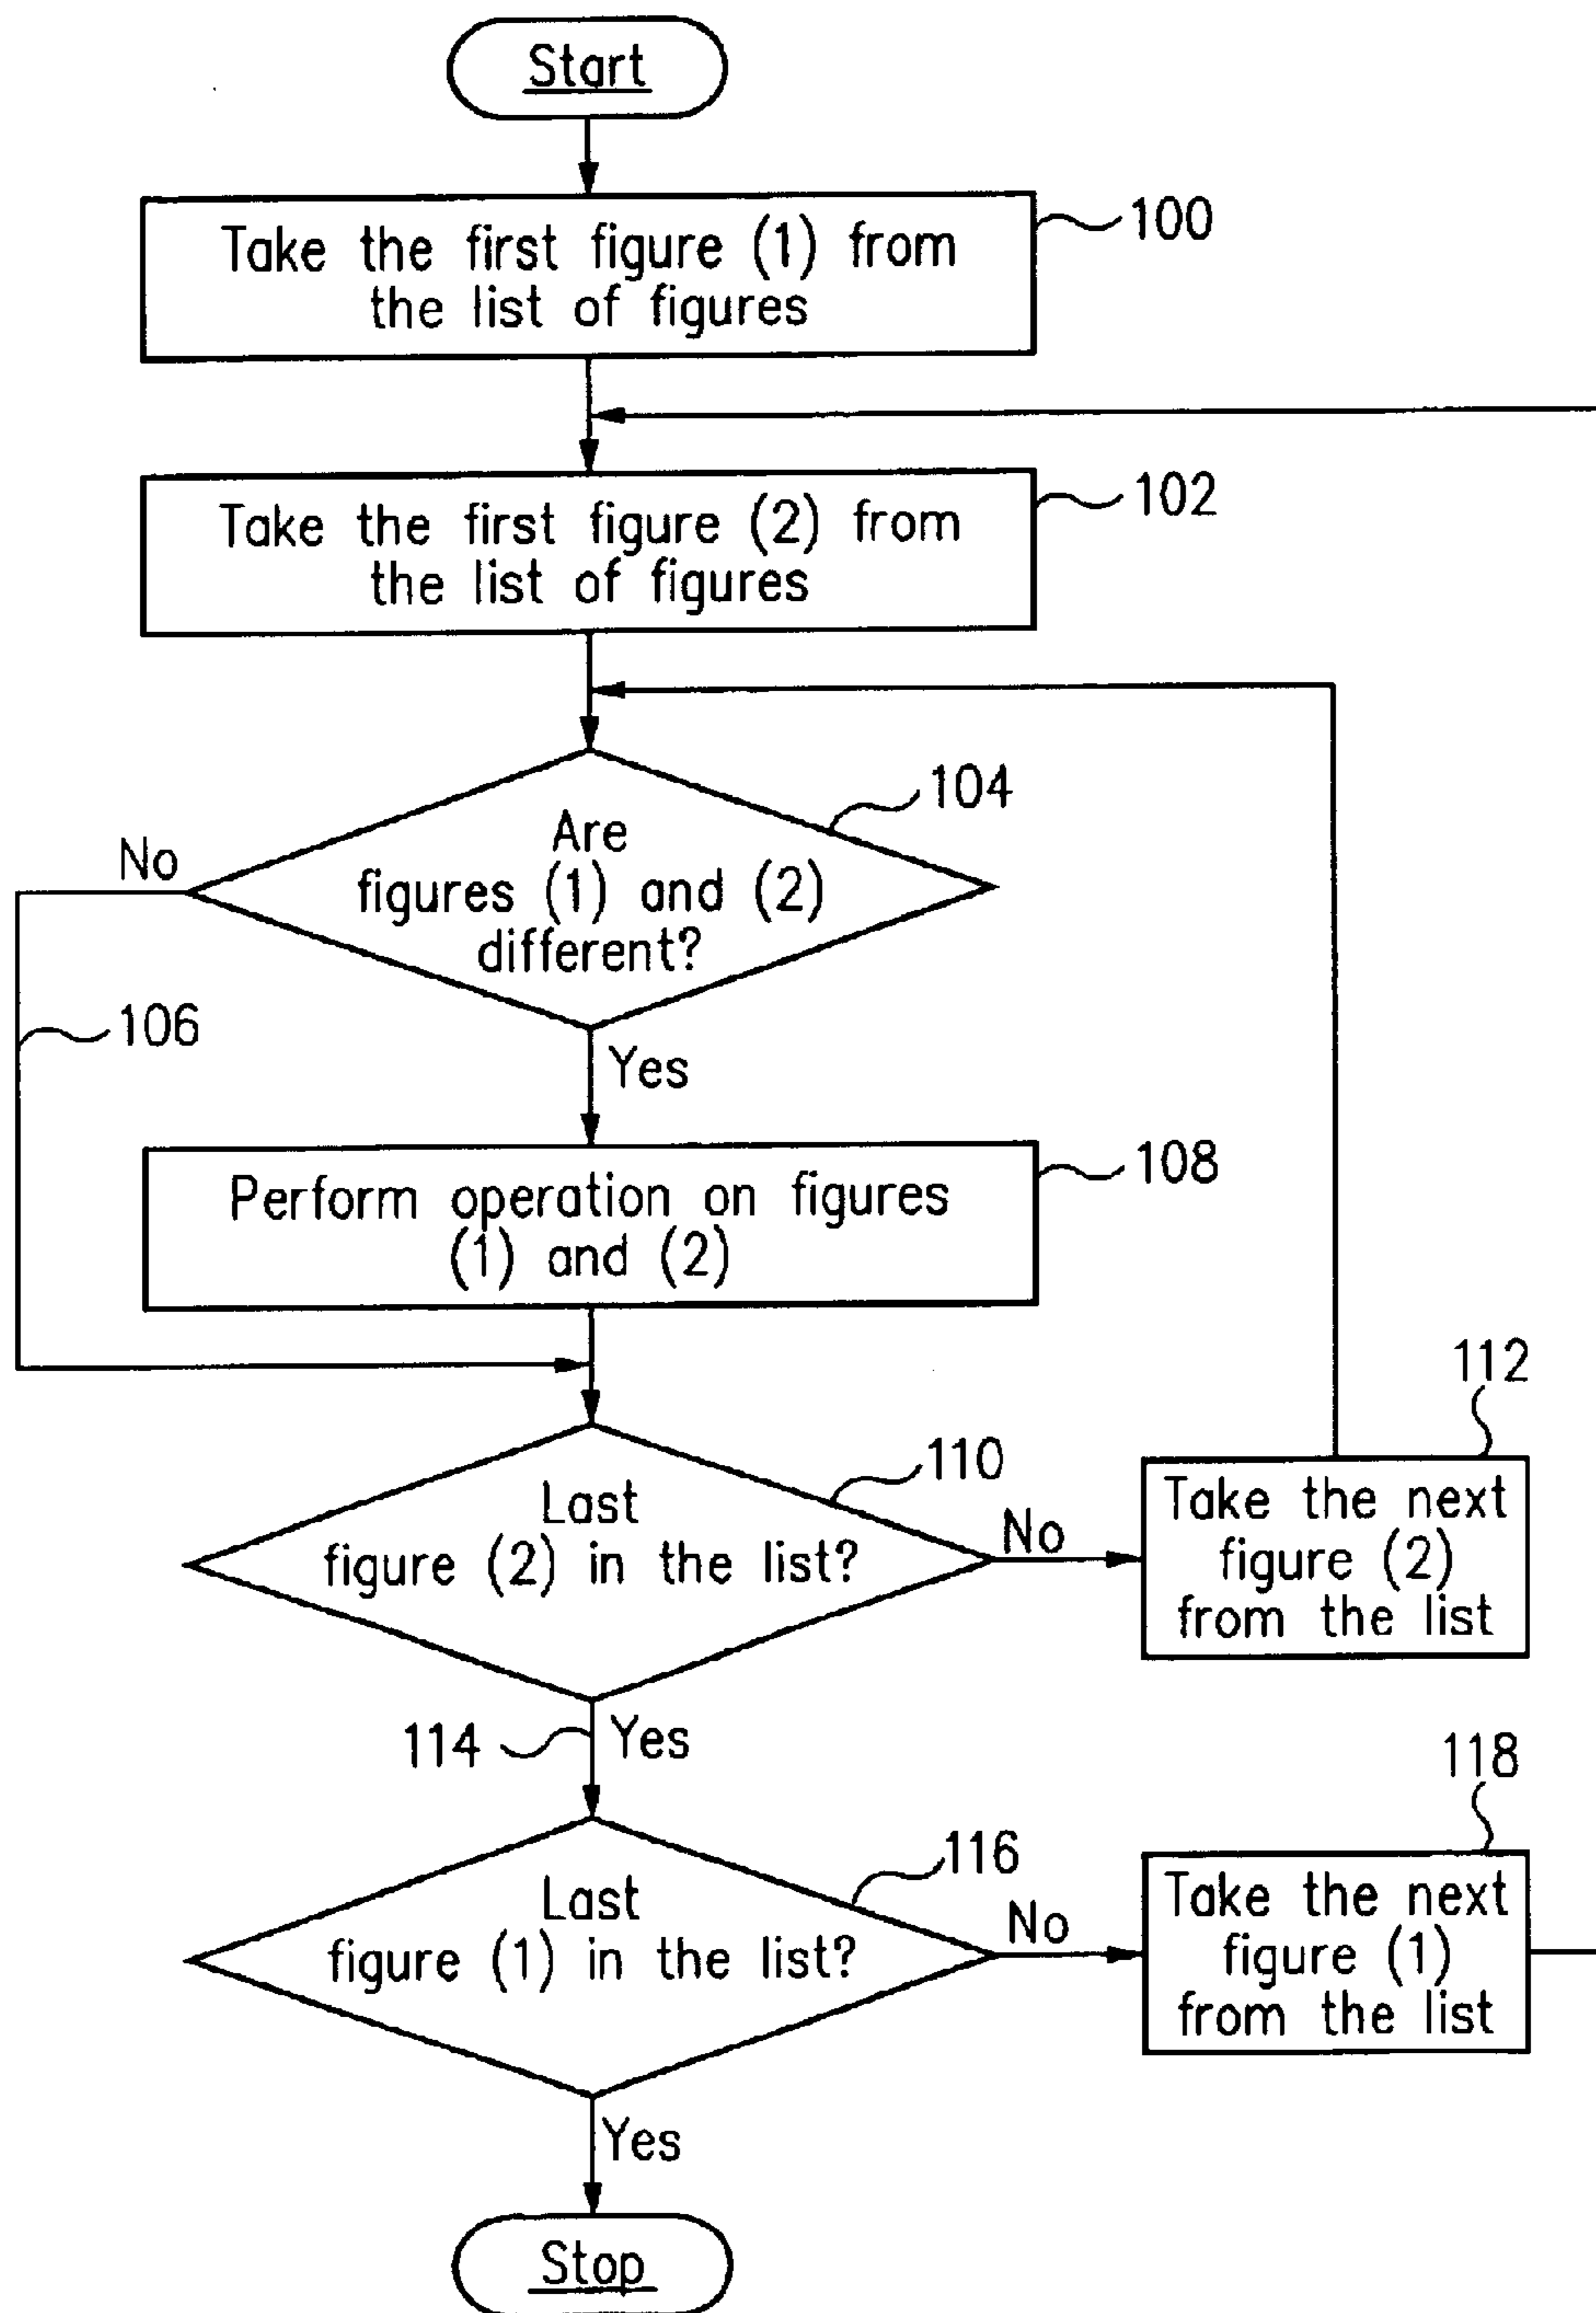 Start
Take the first figure (1) from
the list of figures
100
Take the first figure (2) from
the list of figures
102
104
Are
figures (1) and (2)
different?
No
106
Yes
Perform operation on figures
(1) and (2)
108
110
Last
figure (2) in the list?
No
112
Take the next
figure (2)
from the list
114
Yes
116
Last
figure (1) in the list?
No
118
Take the next
figure (1)
from the list
Yes
Stop